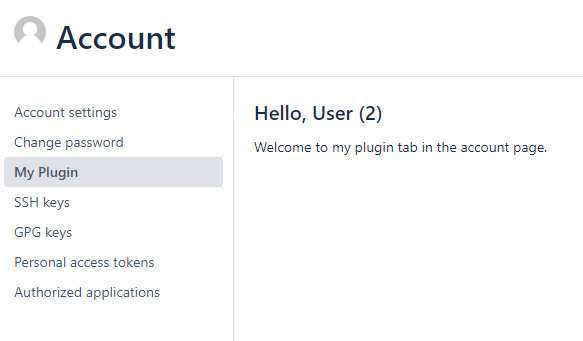 Account
Account settings
Change password
My Plugin
SSH keys
GPG keys
Personal access tokens
Authorized applications
Hello, User (2)
Welcome to my plugin tab in the account page.